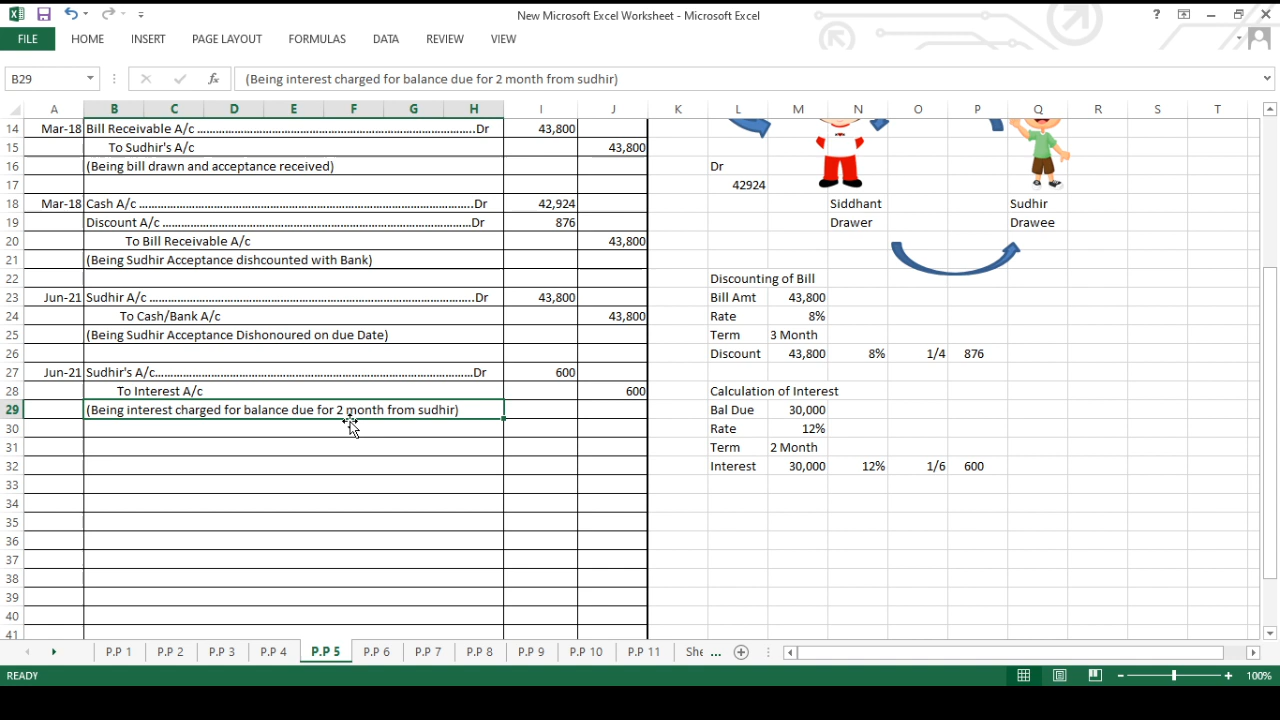 New Microsoft Excel Worksheet - Microsoft Excel
FILE HOME INSERT PAGE LAYOUT FORMULAS DATA REVIEW VIEW
B29 fx (Being interest charged for balance due for 2 month from sudhir)
A B C D E F G H I J K L M N O P Q R S T
14 Mar-18 Bill Receivable A/c ...........................................................................Dr 43,800
15 To Sudhir's A/c 43,800
16 (Being bill drawn and acceptance received) Dr
17 42924
18 Mar-18 Cash A/c .........................................................................................Dr 42,924 Siddhant Sudhir
19 Discount A/c ..................................................................................Dr 876 Drawer Drawee
20 To Bill Receivable A/c 43,800
21 (Being Sudhir Acceptance dishcounted with Bank)
22 Discounting of Bill
23 Jun-21 Sudhir A/c .......................................................................................Dr 43,800 Bill Amt 43,800
24 To Cash/Bank A/c 43,800 Rate 8%
25 (Being Sudhir Acceptance Dishonoured on due Date) Term 3 Month
26 Discount 43,800 8% 1/4 876
27 Jun-21 Sudhir's A/c.....................................................................................Dr 600
28 To Interest A/c 600 Calculation of Interest
29 (Being interest charged for balance due for 2 month from sudhir) Bal Due 30,000
30 Rate 12%
31 Term 2 Month
32 Interest 30,000 12% 1/6 600
33
34
35
36
37
38
39
40
41
P.P 1 P.P 2 P.P 3 P.P 4 P.P 5 P.P 6 P.P 7 P.P 8 P.P 9 P.P 10 P.P 11 She ...
READY 100%